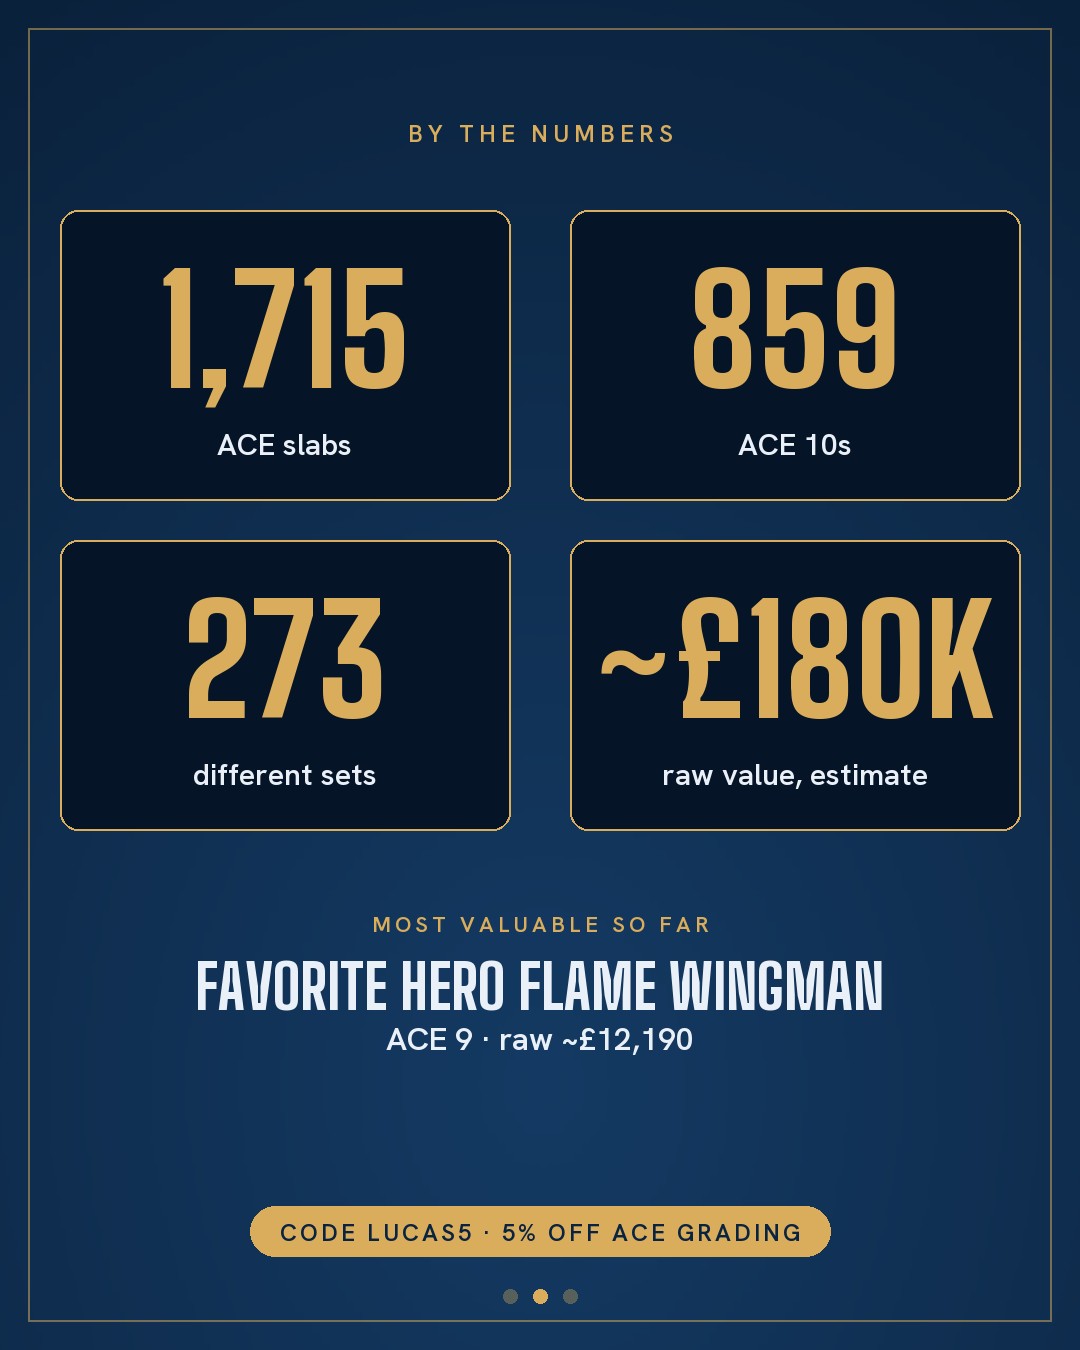 BY THE NUMBERS
1,715
ACE slabs
859
ACE 10s
273
different sets
~£180K
raw value, estimate
MOST VALUABLE SO FAR
FAVORITE HERO FLAME WINGMAN
ACE 9 · raw ~£12,190
CODE LUCAS5 · 5% OFF ACE GRADING